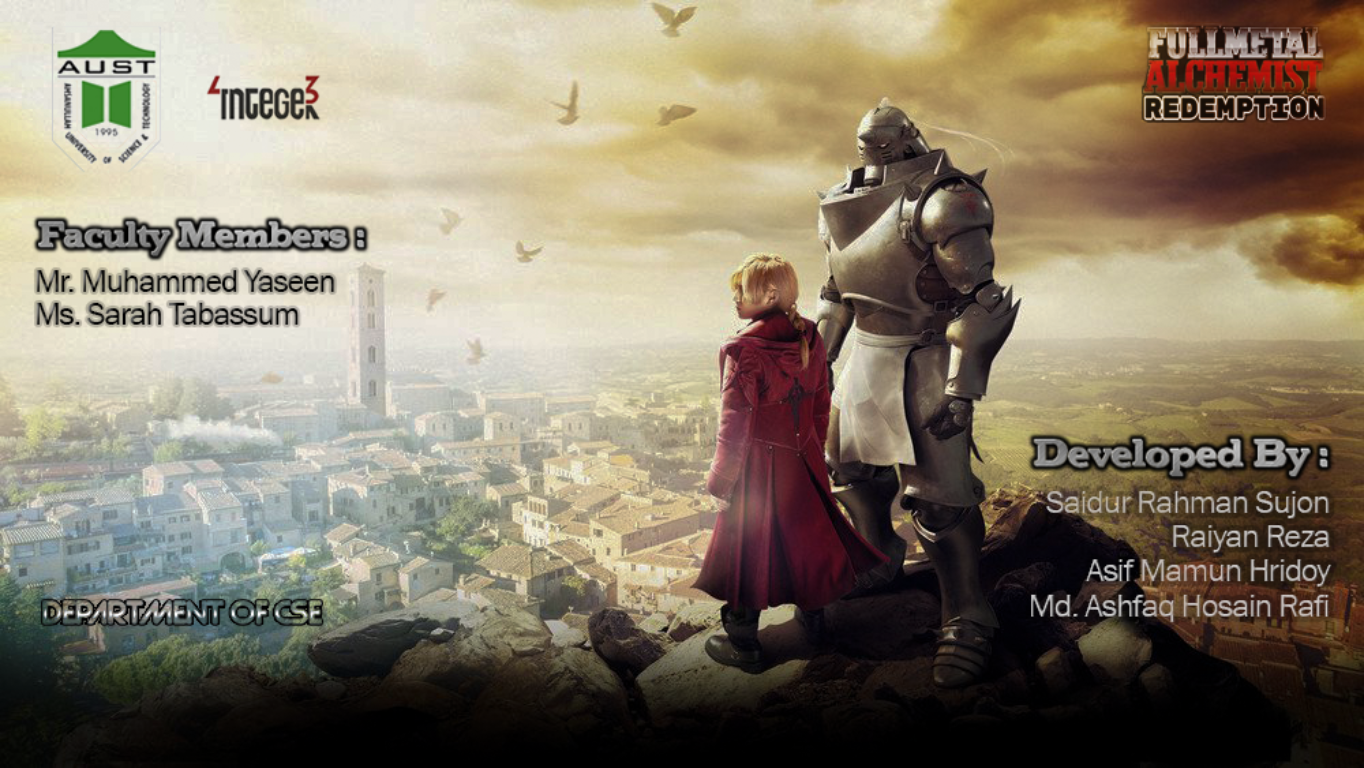 AUST
1995
AHSANULLAH UNIVERSITY OF SCIENCE & TECHNOLOGY
4INTEGER3
FULLMETAL
ALCHEMIST
REDEMPTION
Faculty Members :
Mr. Muhammed Yaseen
Ms. Sarah Tabassum
Developed By :
Saidur Rahman Sujon
Raiyan Reza
Asif Mamun Hridoy
Md. Ashfaq Hosain Rafi
DEPARTMENT OF CSE